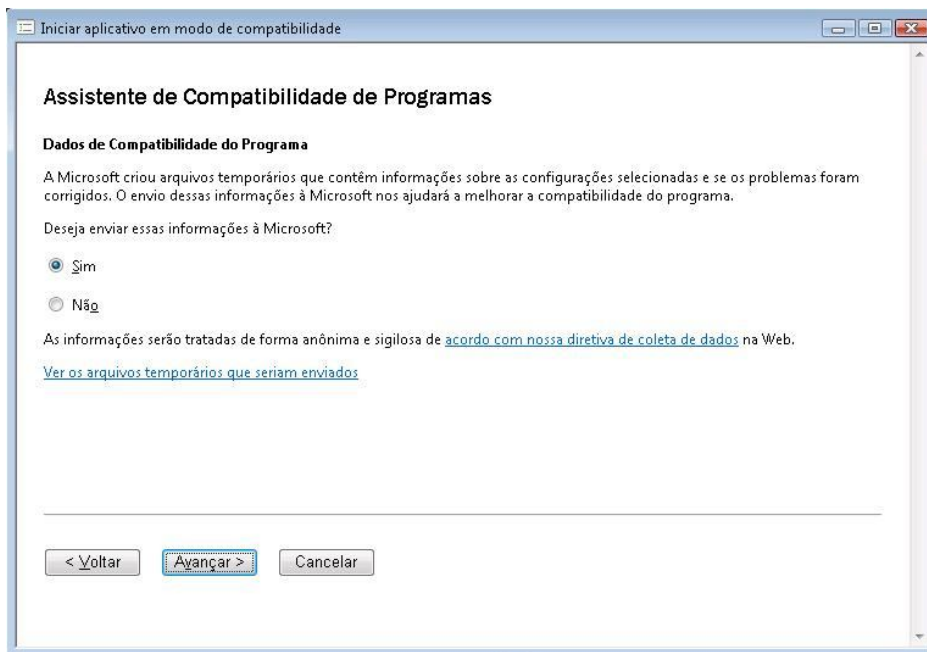 Iniciar aplicativo em modo de compatibilidade
Assistente de Compatibilidade de Programas
Dados de Compatibilidade do Programa
A Microsoft criou arquivos temporários que contêm informações sobre as configurações selecionadas e se os problemas foram
corrigidos. O envio dessas informações à Microsoft nos ajudará a melhorar a compatibilidade do programa.
Deseja enviar essas informações à Microsoft?
Sim
Não
As informações serão tratadas de forma anônima e sigilosa de acordo com nossa diretiva de coleta de dados na Web.
Ver os arquivos temporários que seriam enviados
< Voltar Avançar > Cancelar